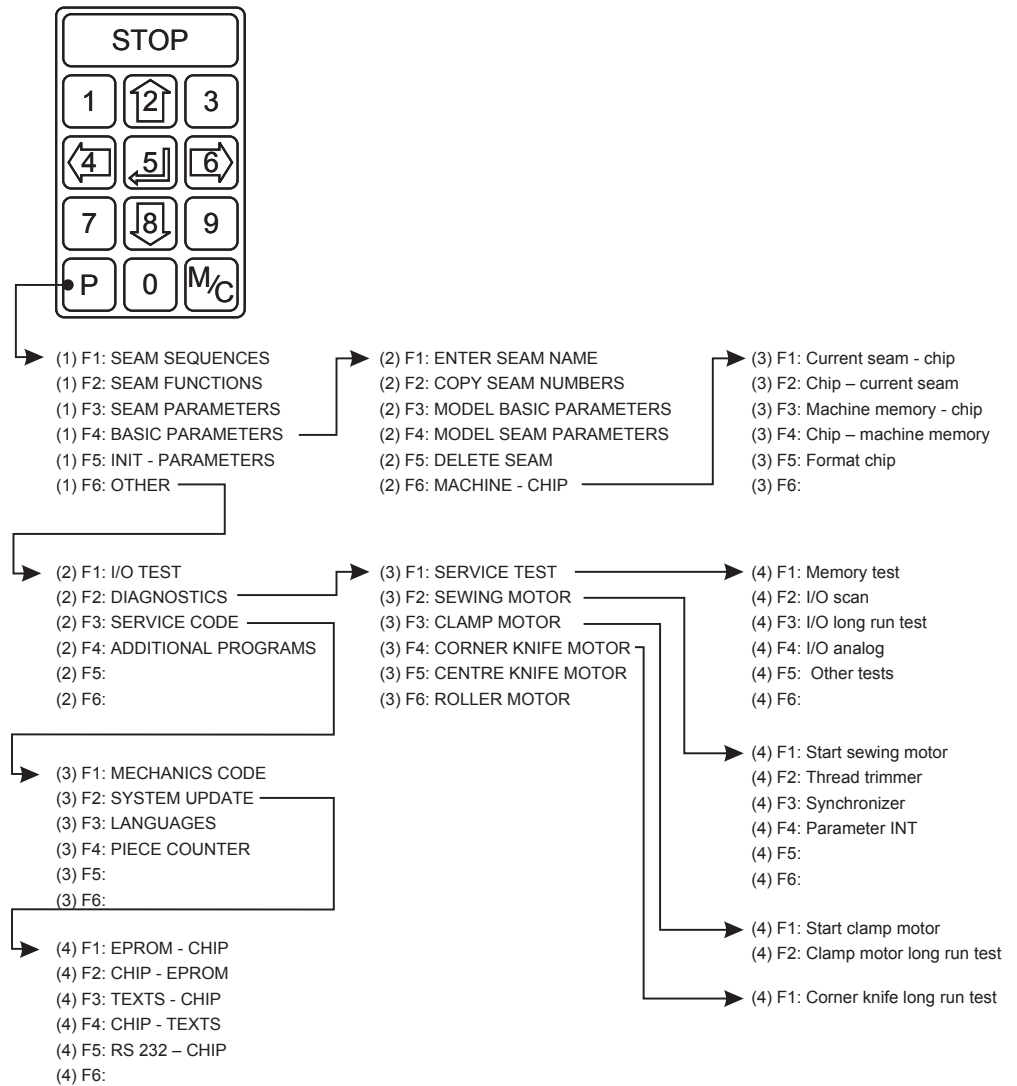 STOP
1 2 3
4 5 6
7 8 9
P 0 M/C
(1) F1: SEAM SEQUENCES
(1) F2: SEAM FUNCTIONS
(1) F3: SEAM PARAMETERS
(1) F4: BASIC PARAMETERS
(1) F5: INIT - PARAMETERS
(1) F6: OTHER
(2) F1: ENTER SEAM NAME
(2) F2: COPY SEAM NUMBERS
(2) F3: MODEL BASIC PARAMETERS
(2) F4: MODEL SEAM PARAMETERS
(2) F5: DELETE SEAM
(2) F6: MACHINE - CHIP
(3) F1: Current seam - chip
(3) F2: Chip – current seam
(3) F3: Machine memory - chip
(3) F4: Chip – machine memory
(3) F5: Format chip
(3) F6:
(2) F1: I/O TEST
(2) F2: DIAGNOSTICS
(2) F3: SERVICE CODE
(2) F4: ADDITIONAL PROGRAMS
(2) F5:
(2) F6:
(3) F1: SERVICE TEST
(3) F2: SEWING MOTOR
(3) F3: CLAMP MOTOR
(3) F4: CORNER KNIFE MOTOR
(3) F5: CENTRE KNIFE MOTOR
(3) F6: ROLLER MOTOR
(4) F1: Memory test
(4) F2: I/O scan
(4) F3: I/O long run test
(4) F4: I/O analog
(4) F5: Other tests
(4) F6:
(3) F1: MECHANICS CODE
(3) F2: SYSTEM UPDATE
(3) F3: LANGUAGES
(3) F4: PIECE COUNTER
(3) F5:
(3) F6:
(4) F1: Start sewing motor
(4) F2: Thread trimmer
(4) F3: Synchronizer
(4) F4: Parameter INT
(4) F5:
(4) F6:
(4) F1: EPROM - CHIP
(4) F2: CHIP - EPROM
(4) F3: TEXTS - CHIP
(4) F4: CHIP - TEXTS
(4) F5: RS 232 – CHIP
(4) F6:
(4) F1: Start clamp motor
(4) F2: Clamp motor long run test
(4) F1: Corner knife long run test